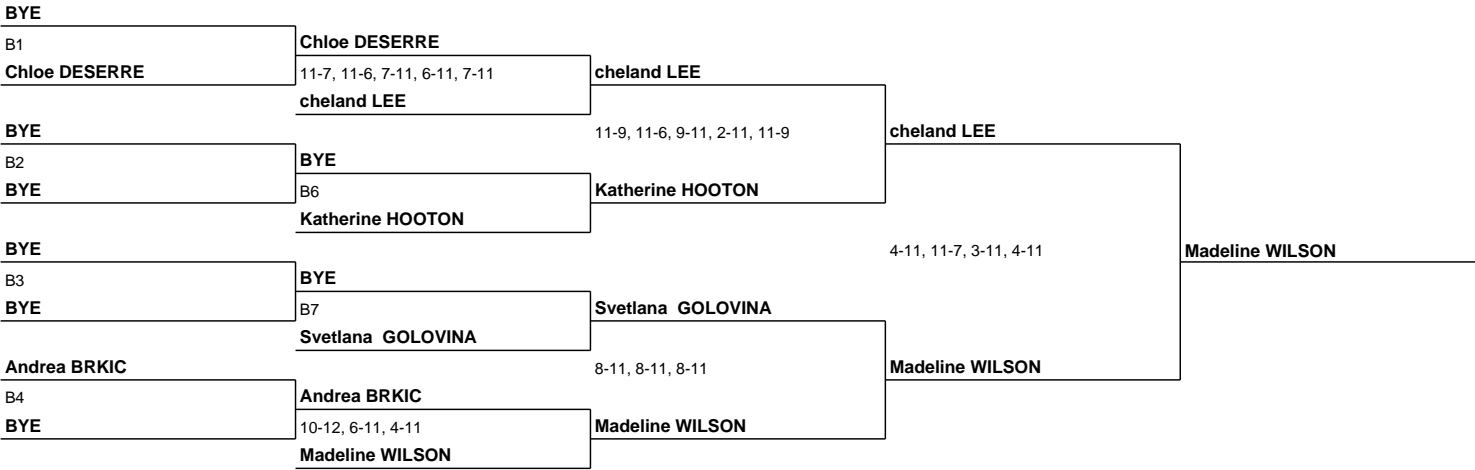 BYE
B1
Chloe DESERRE
BYE
B2
BYE
BYE
B3
BYE
Andrea BRKIC
B4
BYE
Chloe DESERRE
11-7, 11-6, 7-11, 6-11, 7-11
cheland LEE
BYE
B6
Katherine HOOTON
BYE
B7
Svetlana  GOLOVINA
Andrea BRKIC
10-12, 6-11, 4-11
Madeline WILSON
cheland LEE
11-9, 11-6, 9-11, 2-11, 11-9
Katherine HOOTON
Svetlana  GOLOVINA
8-11, 8-11, 8-11
Madeline WILSON
cheland LEE
4-11, 11-7, 3-11, 4-11
Madeline WILSON
Madeline WILSON